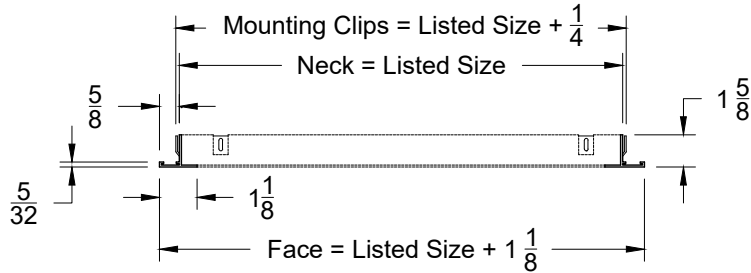 Mounting Clips = Listed Size + 1/4
Neck = Listed Size
5/8
1 5/8
5/32
1 1/8
Face = Listed Size + 1 1/8